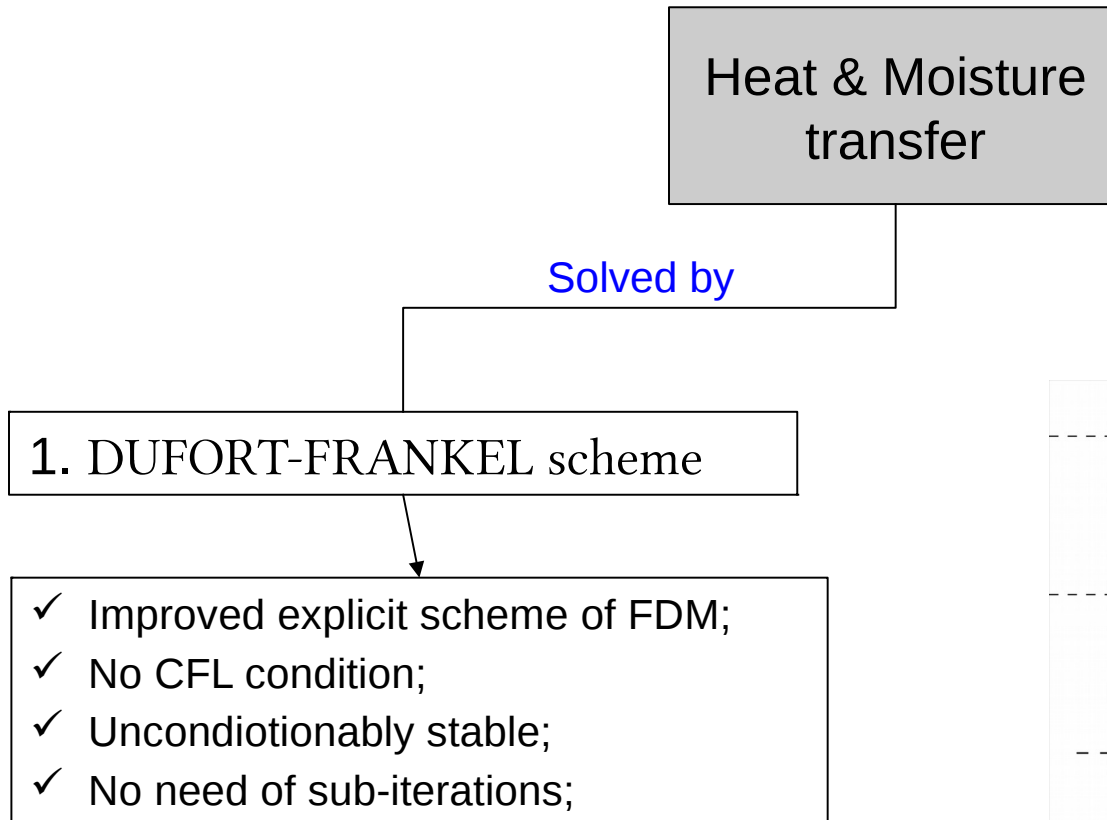 Heat & Moisture
transfer
Solved by
1. DUFORT-FRANKEL scheme
✓ Improved explicit scheme of FDM;
✓ No CFL condition;
✓ Uncondiotionably stable;
✓ No need of sub-iterations;